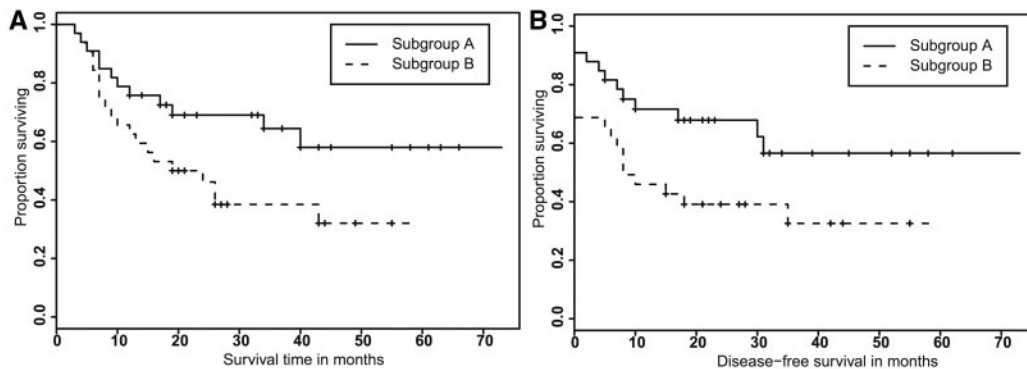 A
Proportion surviving
1.0
0.8
0.6
0.4
0.2
0.0
Subgroup A
Subgroup B
0 10 20 30 40 50 60 70
Survival time in months
B
Proportion surviving
1.0
0.8
0.6
0.4
0.2
0.0
Subgroup A
Subgroup B
0 10 20 30 40 50 60 70
Disease-free survival in months